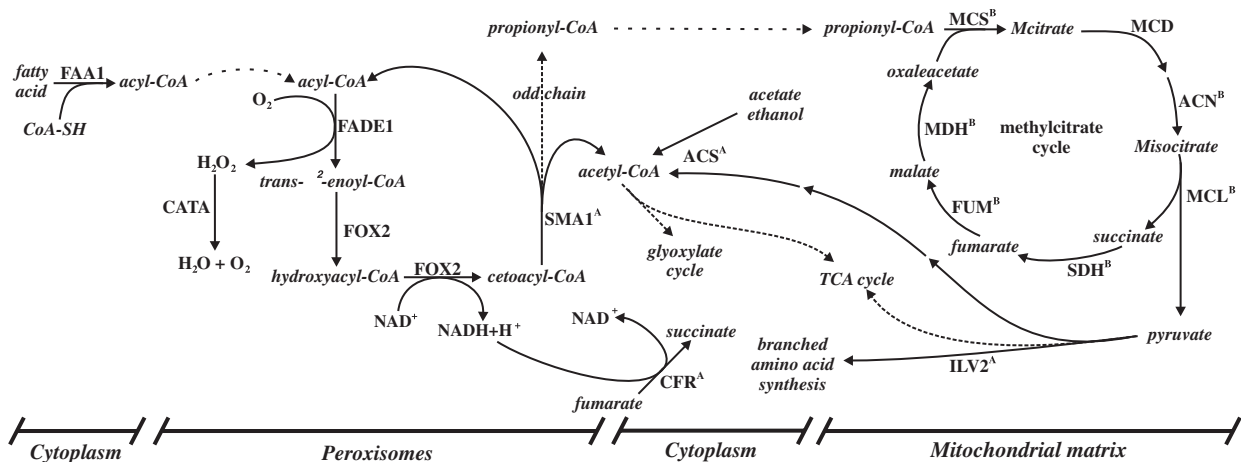 propionyl-CoA
propionyl-CoA
MCS^B
Mcitrate
MCD
fatty
acid
FAA1
acyl-CoA
acyl-CoA
CoA-SH
O₂
FADE1
H₂O₂
trans- ²-enoyl-CoA
CATA
FOX2
H₂O + O₂
hydroxyacyl-CoA
FOX2
cetoacyl-CoA
NAD⁺
NADH+H⁺
odd chain
SMA1^A
acetate
ethanol
acetyl-CoA
ACS^A
glyoxylate
cycle
TCA cycle
NAD⁺
succinate
CFR^A
fumarate
branched
amino acid
synthesis
ILV2^A
pyruvate
oxaleacetate
MDH^B
malate
FUM^B
fumarate
SDH^B
succinate
MCL^B
Misocitrate
ACN^B
methylcitrate
cycle
Cytoplasm
Peroxisomes
Cytoplasm
Mitochondrial matrix